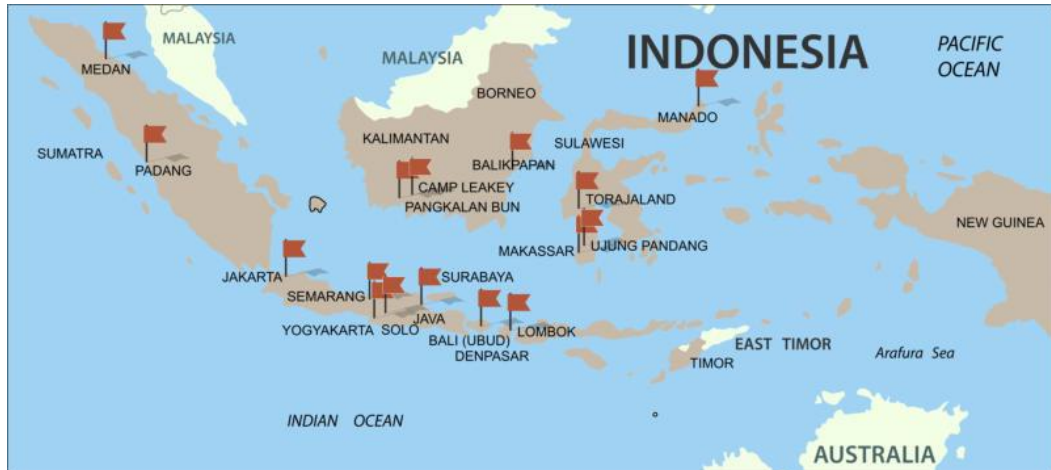 MALAYSIA
MALAYSIA
INDONESIA
PACIFIC
OCEAN
MEDAN
BORNEO
MANADO
KALIMANTAN
SULAWESI
SUMATRA
PADANG
BALIKPAPAN
CAMP LEAKEY
PANGKALAN BUN
TORAJALAND
NEW GUINEA
MAKASSAR
UJUNG PANDANG
JAKARTA
SURABAYA
SEMARANG
JAVA
YOGYAKARTA
SOLO
BALI (UBUD)
DENPASAR
LOMBOK
EAST TIMOR
TIMOR
Arafura Sea
INDIAN OCEAN
AUSTRALIA